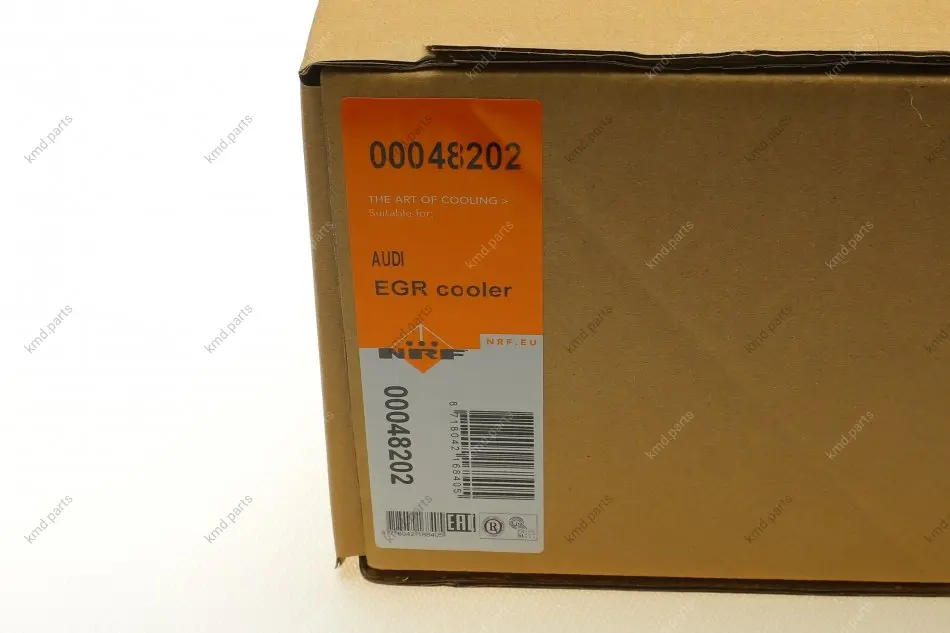 00048202
THE ART OF COOLING >
Suitable for:
AUDI
EGR cooler
NRF.EU
NRF
00048202
8 718042 168405
EAC
kmd.parts